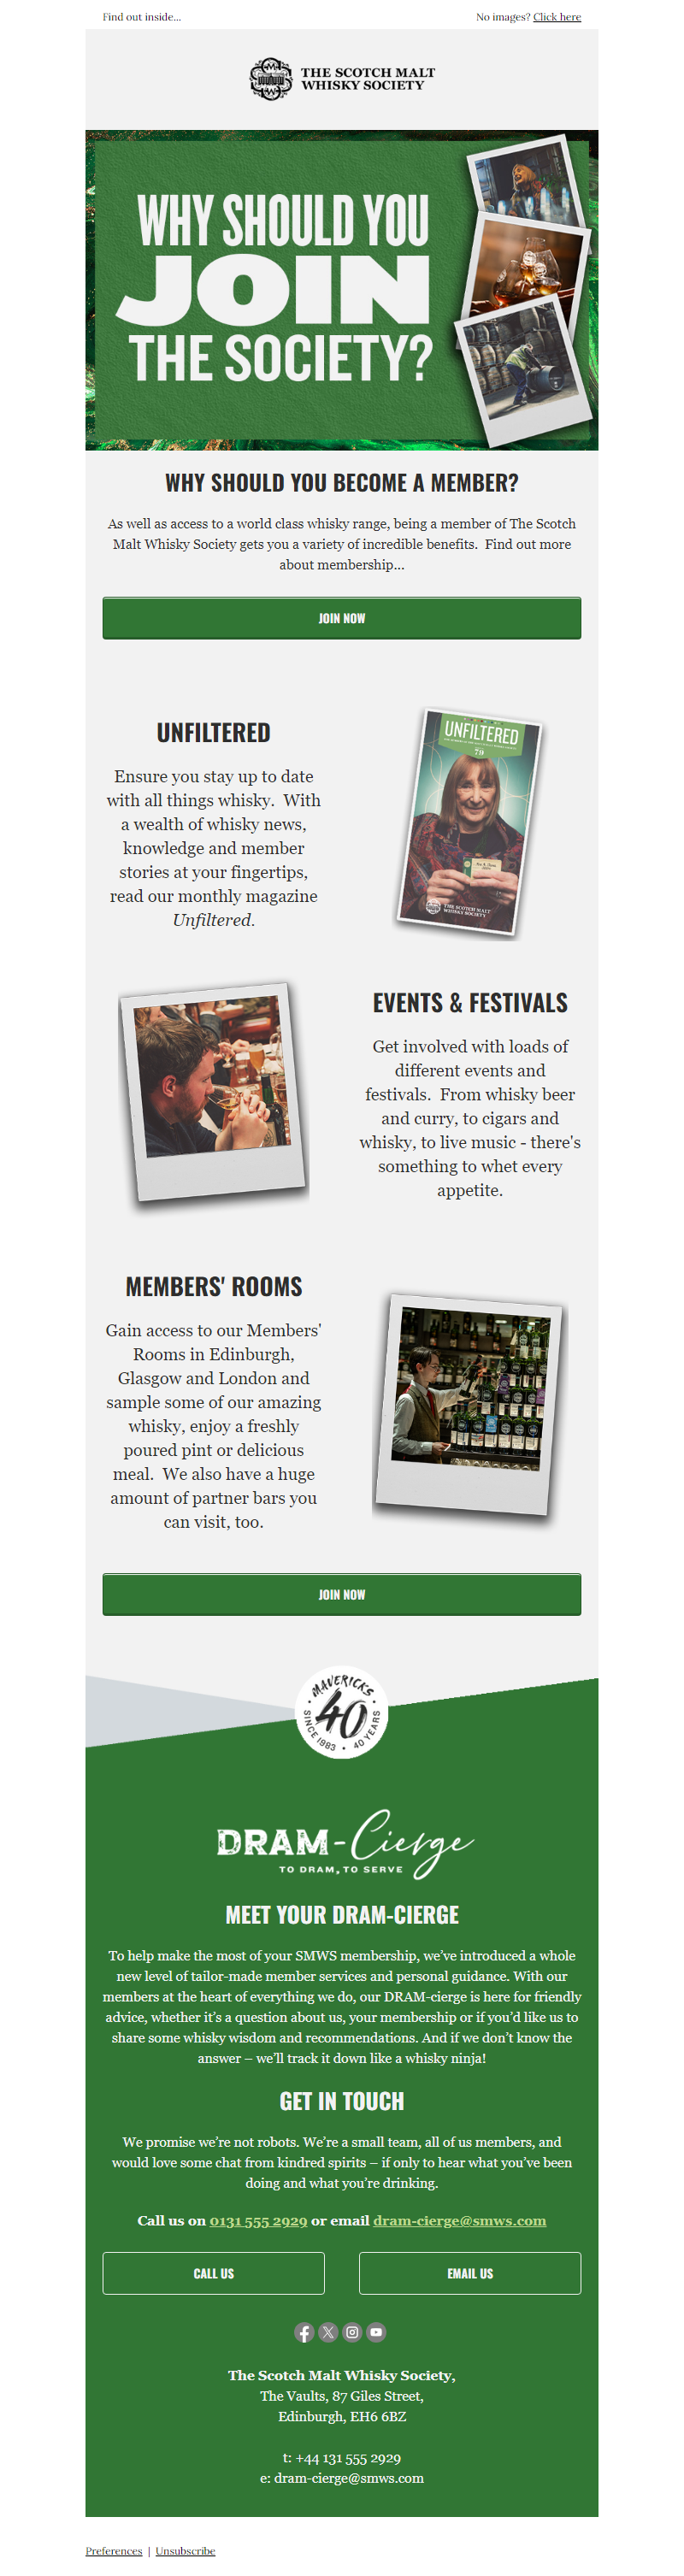 Find out inside...
No images? Click here
THE SCOTCH MALT
WHISKY SOCIETY
WHY SHOULD YOU
JOIN
THE SOCIETY?
WHY SHOULD YOU BECOME A MEMBER?
As well as access to a world class whisky range, being a member of The Scotch
Malt Whisky Society gets you a variety of incredible benefits.  Find out more
about membership...
JOIN NOW
UNFILTERED
Ensure you stay up to date
with all things whisky.  With
a wealth of whisky news,
knowledge and member
stories at your fingertips,
read our monthly magazine
Unfiltered.
UNFILTERED
79
THE SCOTCH MALT
WHISKY SOCIETY
EVENTS & FESTIVALS
Get involved with loads of
different events and
festivals.  From whisky beer
and curry, to cigars and
whisky, to live music - there's
something to whet every
appetite.
MEMBERS' ROOMS
Gain access to our Members'
Rooms in Edinburgh,
Glasgow and London and
sample some of our amazing
whisky, enjoy a freshly
poured pint or delicious
meal.  We also have a huge
amount of partner bars you
can visit, too.
JOIN NOW
MAVERICKS
40
SINCE 1983 • 40 YEARS
DRAM-Cierge
TO DRAM, TO SERVE
MEET YOUR DRAM-CIERGE
To help make the most of your SMWS membership, we've introduced a whole
new level of tailor-made member services and personal guidance. With our
members at the heart of everything we do, our DRAM-cierge is here for friendly
advice, whether it's a question about us, your membership or if you'd like us to
share some whisky wisdom and recommendations. And if we don't know the
answer – we'll track it down like a whisky ninja!
GET IN TOUCH
We promise we're not robots. We're a small team, all of us members, and
would love some chat from kindred spirits – if only to hear what you've been
doing and what you're drinking.
Call us on 0131 555 2929 or email dram-cierge@smws.com
CALL US
EMAIL US
The Scotch Malt Whisky Society,
The Vaults, 87 Giles Street,
Edinburgh, EH6 6BZ
t: +44 131 555 2929
e: dram-cierge@smws.com
Preferences | Unsubscribe